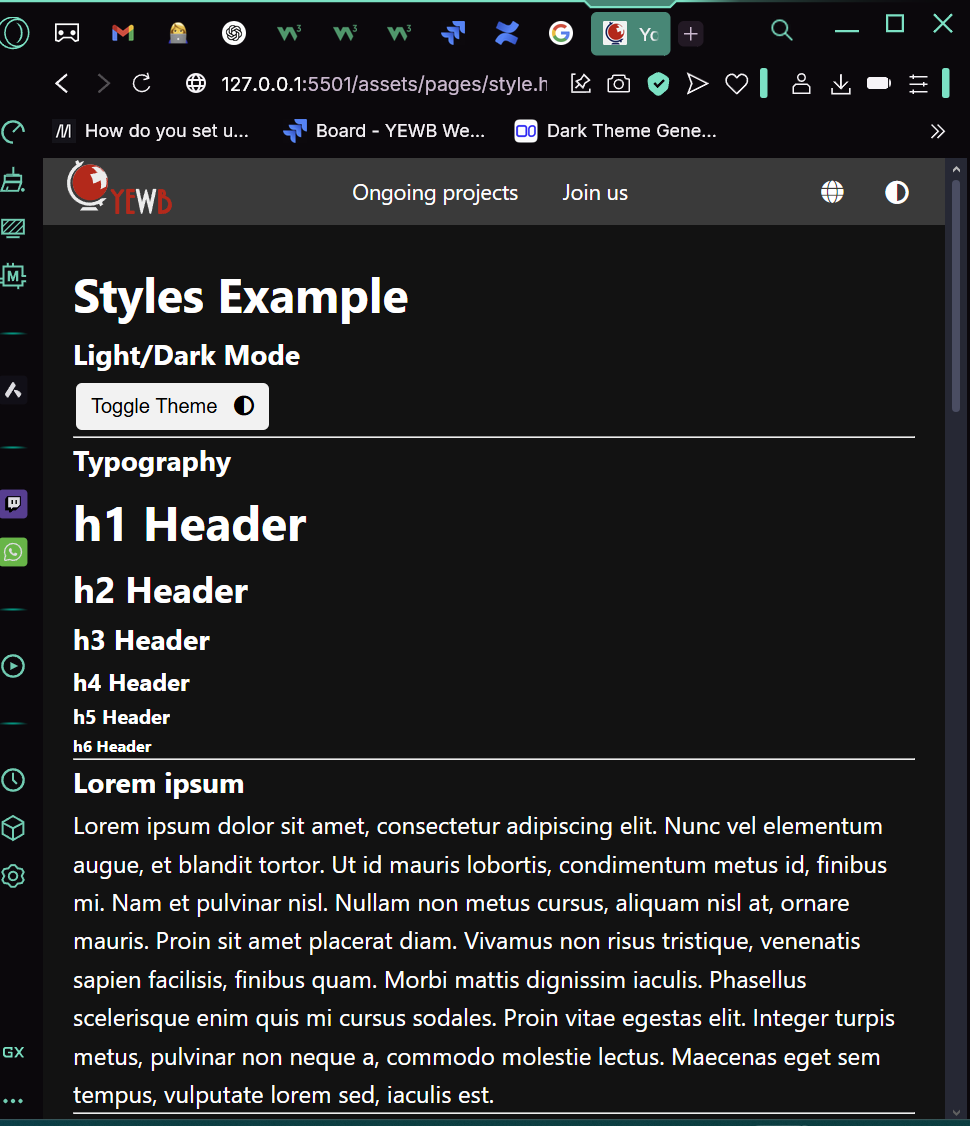 Yo
127.0.0.1:5501/assets/pages/style.h
How do you set u...
Board - YEWB We...
Dark Theme Gene...
YEWB
Ongoing projects
Join us
Styles Example
Light/Dark Mode
Toggle Theme
Typography
h1 Header
h2 Header
h3 Header
h4 Header
h5 Header
h6 Header
Lorem ipsum
Lorem ipsum dolor sit amet, consectetur adipiscing elit. Nunc vel elementum
augue, et blandit tortor. Ut id mauris lobortis, condimentum metus id, finibus
mi. Nam et pulvinar nisl. Nullam non metus cursus, aliquam nisl at, ornare
mauris. Proin sit amet placerat diam. Vivamus non risus tristique, venenatis
sapien facilisis, finibus quam. Morbi mattis dignissim iaculis. Phasellus
scelerisque enim quis mi cursus sodales. Proin vitae egestas elit. Integer turpis
metus, pulvinar non neque a, commodo molestie lectus. Maecenas eget sem
tempus, vulputate lorem sed, iaculis est.
GX